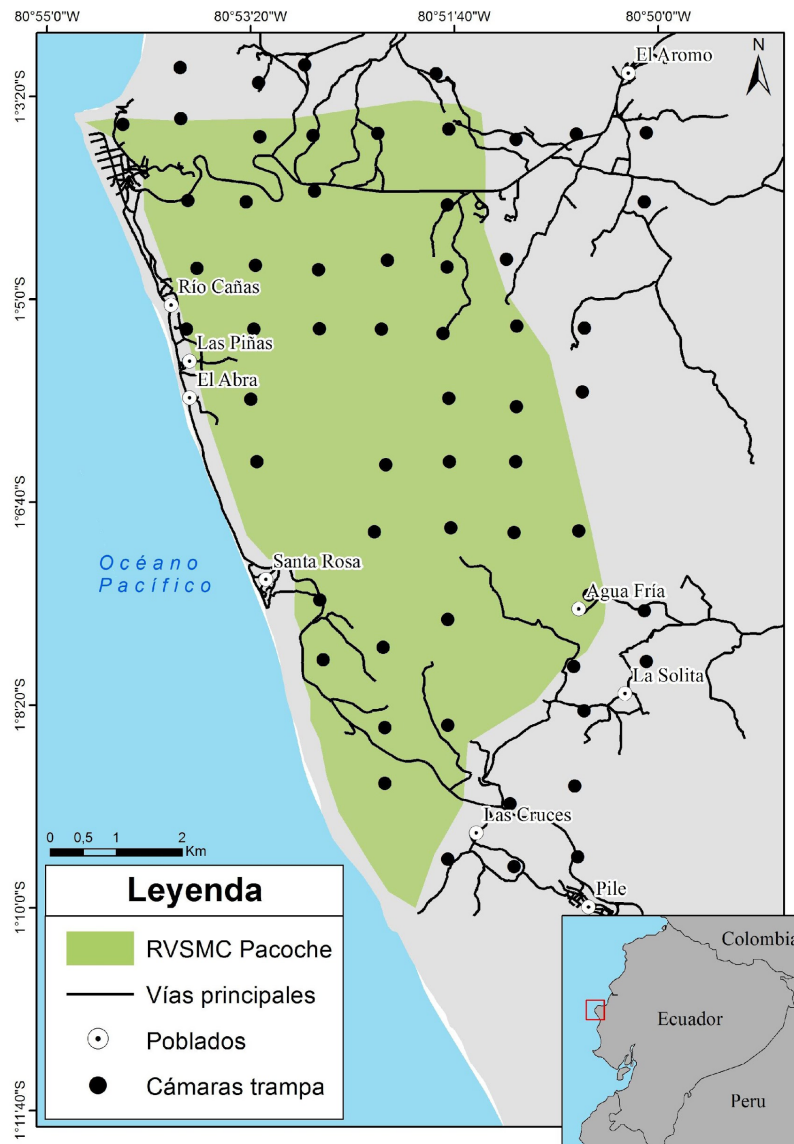 80°55'0"W
80°53'20"W
80°51'40"W
80°50'0"W
1°3'20"S
1°5'0"S
1°6'40"S
1°8'20"S
1°10'0"S
1°11'40"S
N
El Aromo
Río Cañas
Las Piñas
El Abra
Océano
Pacífico
Santa Rosa
Agua Fría
La Solita
Las Cruces
Pile
0 0,5 1 2
Km
Leyenda
RVSMC Pacoche
Vías principales
Poblados
Cámaras trampa
Colombia
Ecuador
Peru